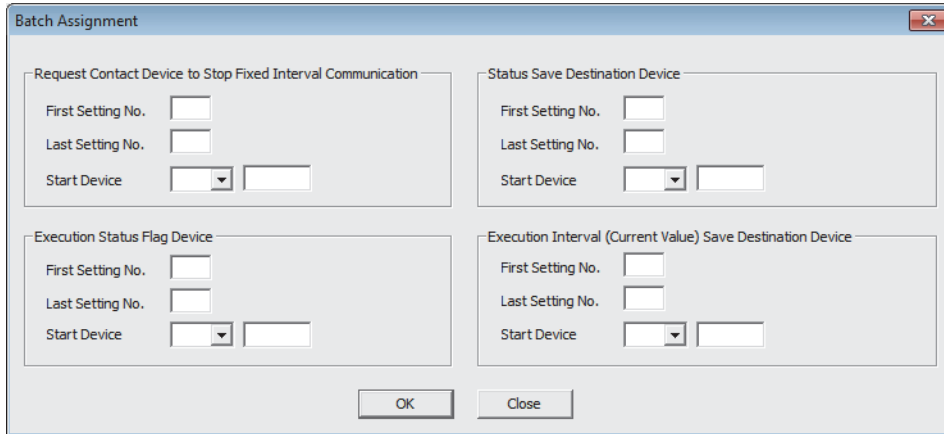 Batch Assignment
Request Contact Device to Stop Fixed Interval Communication
First Setting No.
Last Setting No.
Start Device
Status Save Destination Device
First Setting No.
Last Setting No.
Start Device
Execution Status Flag Device
First Setting No.
Last Setting No.
Start Device
Execution Interval (Current Value) Save Destination Device
First Setting No.
Last Setting No.
Start Device
OK
Close